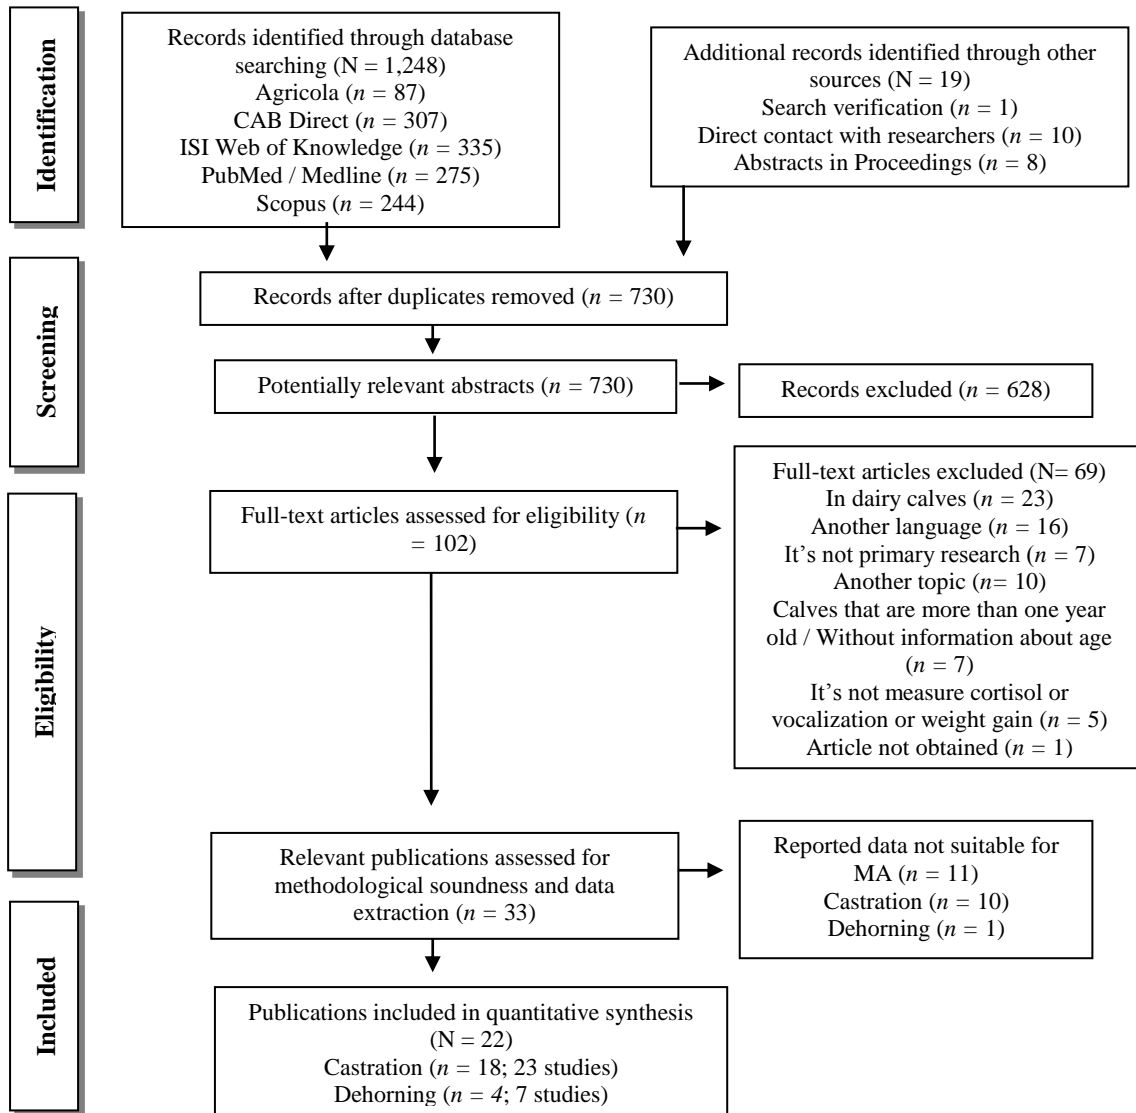 Identification
Records identified through database
searching (N = 1,248)
Agricola (n = 87)
CAB Direct (n = 307)
ISI Web of Knowledge (n = 335)
PubMed / Medline (n = 275)
Scopus (n = 244)
Additional records identified through other
sources (N = 19)
Search verification (n = 1)
Direct contact with researchers (n = 10)
Abstracts in Proceedings (n = 8)
Screening
Records after duplicates removed (n = 730)
Potentially relevant abstracts (n = 730)
Records excluded (n = 628)
Eligibility
Full-text articles assessed for eligibility (n
= 102)
Full-text articles excluded (N= 69)
In dairy calves (n = 23)
Another language (n = 16)
It’s not primary research (n = 7)
Another topic (n= 10)
Calves that are more than one year
old / Without information about age
(n = 7)
It’s not measure cortisol or
vocalization or weight gain (n = 5)
Article not obtained (n = 1)
Relevant publications assessed for
methodological soundness and data
extraction (n = 33)
Reported data not suitable for
MA (n = 11)
Castration (n = 10)
Dehorning (n = 1)
Included
Publications included in quantitative synthesis
(N = 22)
Castration (n = 18; 23 studies)
Dehorning (n = 4; 7 studies)